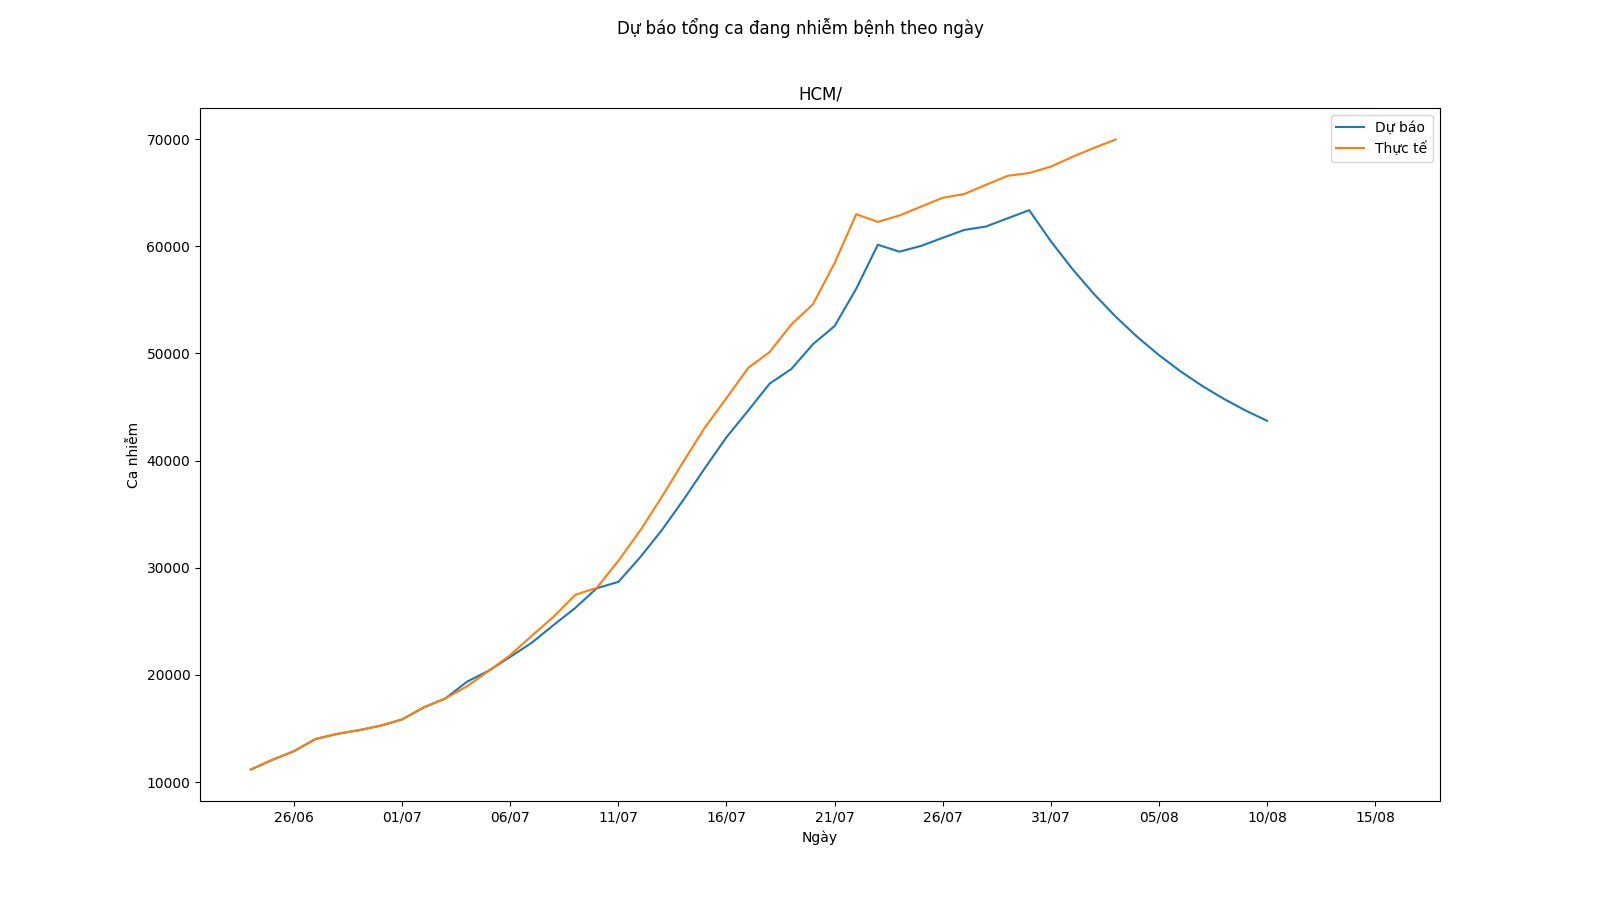 Dự báo tổng ca đang nhiễm bệnh theo ngày
HCM/
Dự báo
Thực tế
70000
60000
50000
40000
30000
20000
10000
Ca nhiễm
26/06 01/07 06/07 11/07 16/07 21/07 26/07 31/07 05/08 10/08 15/08
Ngày